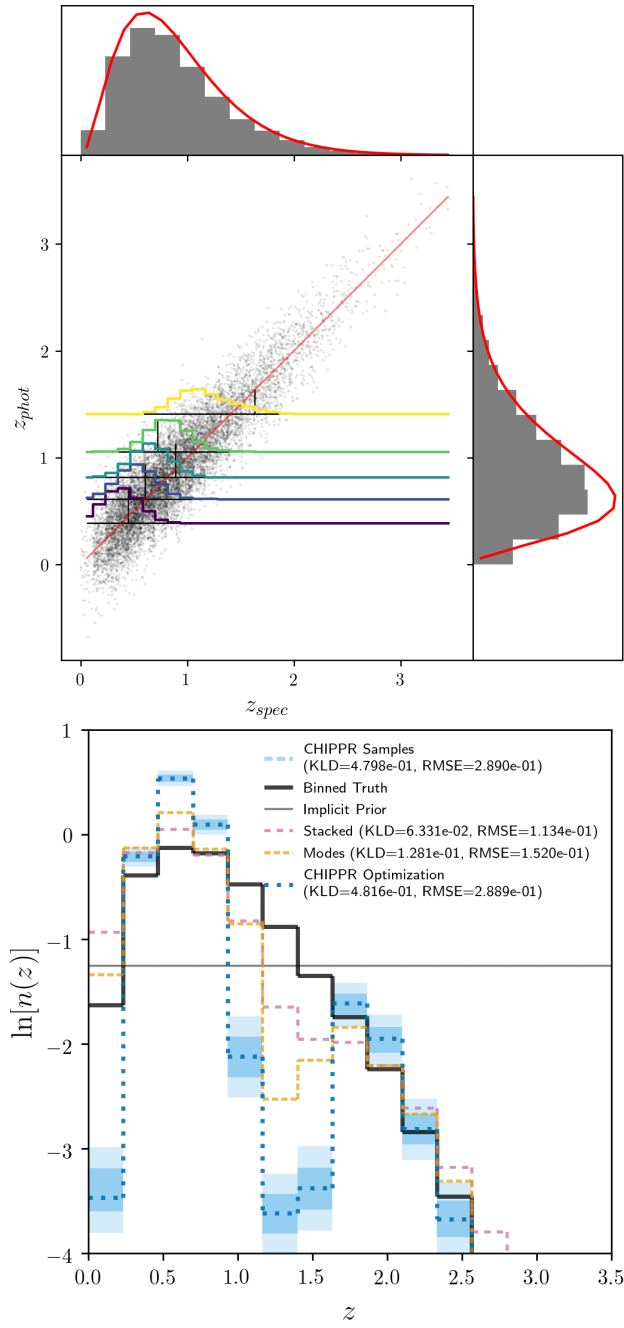 3
2
1
0
z_phot
0
1
2
3
z_spec
1
0
−1
−2
−3
−4
ln[n(z)]
CHIPPR Samples
(KLD=4.798e-01, RMSE=2.890e-01)
Binned Truth
Implicit Prior
Stacked (KLD=6.331e-02, RMSE=1.134e-01)
Modes (KLD=1.281e-01, RMSE=1.520e-01)
CHIPPR Optimization
(KLD=4.816e-01, RMSE=2.889e-01)
0.0
0.5
1.0
1.5
2.0
2.5
3.0
3.5
z